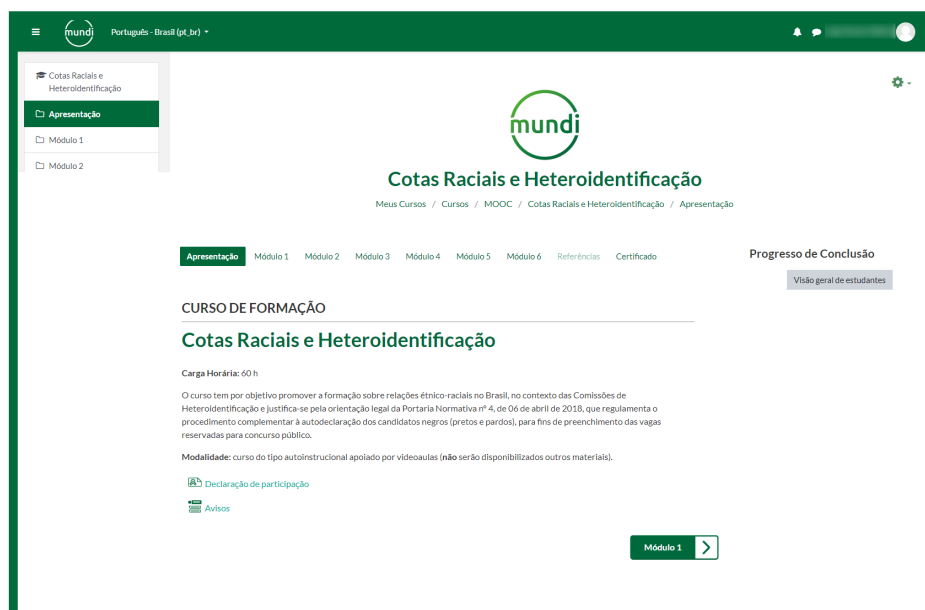 mundi
Português - Brasil (pt_br)
Cotas Raciais e
Heteroidentificação
Apresentação
Módulo 1
Módulo 2
mundi
Cotas Raciais e Heteroidentificação
Meus Cursos / Cursos / MOOC / Cotas Raciais e Heteroidentificação / Apresentação
Apresentação Módulo 1 Módulo 2 Módulo 3 Módulo 4 Módulo 5 Módulo 6 Referências Certificado
Progresso de Conclusão
Visão geral de estudantes
CURSO DE FORMAÇÃO
Cotas Raciais e Heteroidentificação
Carga Horária: 60 h
O curso tem por objetivo promover a formação sobre relações étnico-raciais no Brasil, no contexto das Comissões de
Heteroidentificação e justifica-se pela orientação legal da Portaria Normativa nº 4, de 06 de abril de 2018, que regulamenta o
procedimento complementar à autodeclaração dos candidatos negros (pretos e pardos), para fins de preenchimento das vagas
reservadas para concurso público.
Modalidade: curso do tipo autoinstrucional apoiado por videoaulas (não serão disponibilizados outros materiais).
Declaração de participação
Avisos
Módulo 1